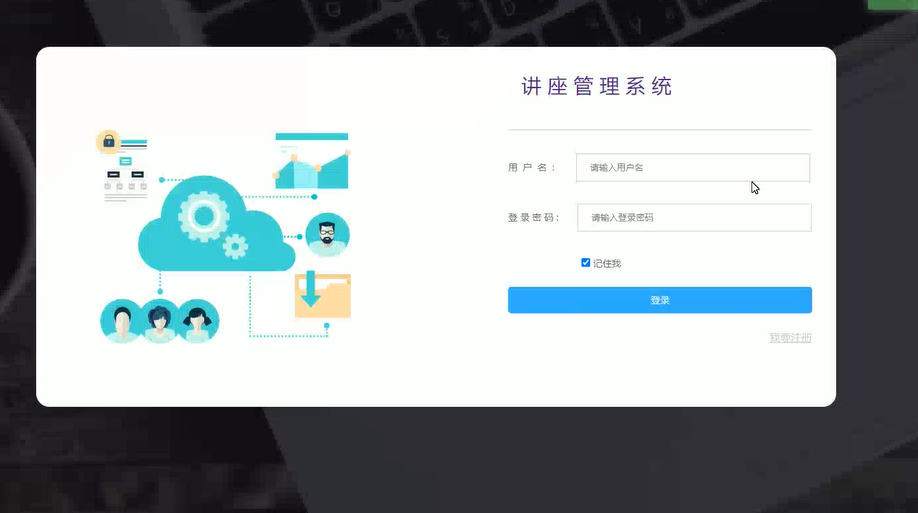 讲座管理系统
用户名：
请输入用户名
登录密码：
请输入登录密码
记住我
登录
我要注册